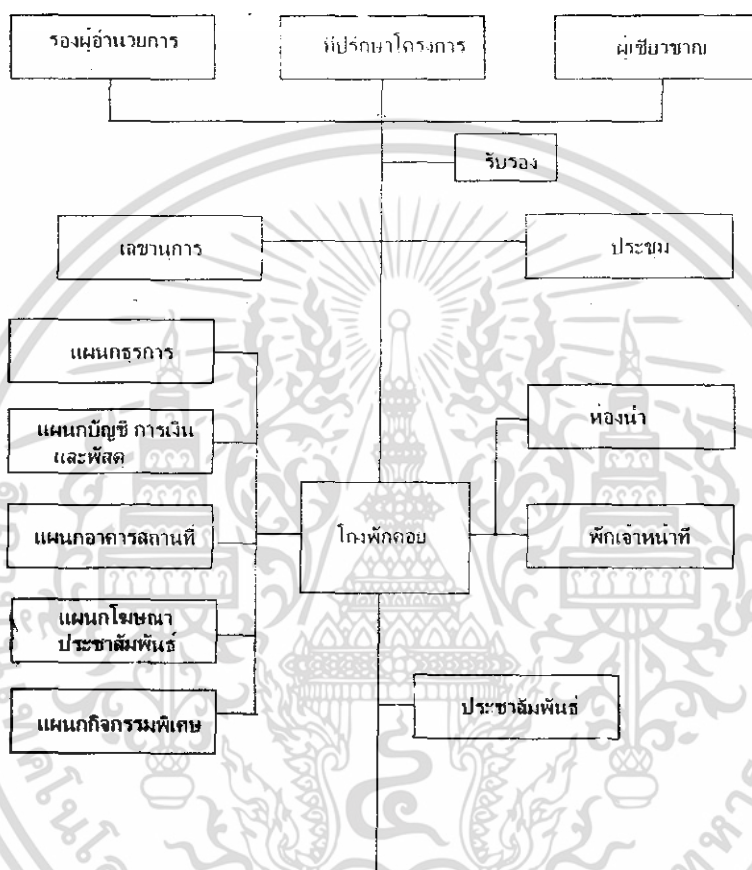 รองผู้อำนวยการ
ที่ปรึกษาโครงการ
ผู้เชี่ยวชาญ
รับรอง
เลขานุการ
ประชุม
แผนกธุรการ
แผนกบัญชี การเงิน
และพัสดุ
ห้องน้ำ
แผนกอาคารสถานที่
โถงพักคอย
พักเจ้าหน้าที่
แผนกโฆษณา
ประชาสัมพันธ์
ประชาสัมพันธ์
แผนกกิจกรรมพิเศษ